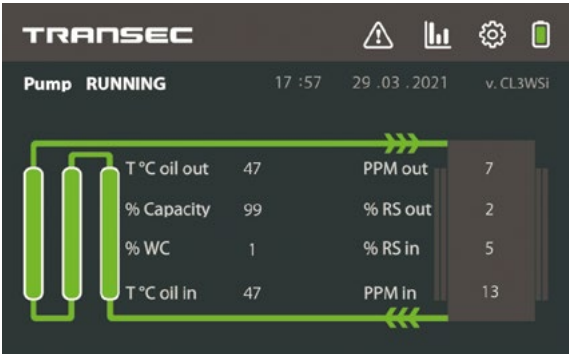 TRANSEC
Pump RUNNING 17 :57 29 .03 .2021 v. CL3WSi
T °C oil out 47 PPM out 7
% Capacity 99 % RS out 2
% WC 1 % RS in 5
T °C oil in 47 PPM in 13